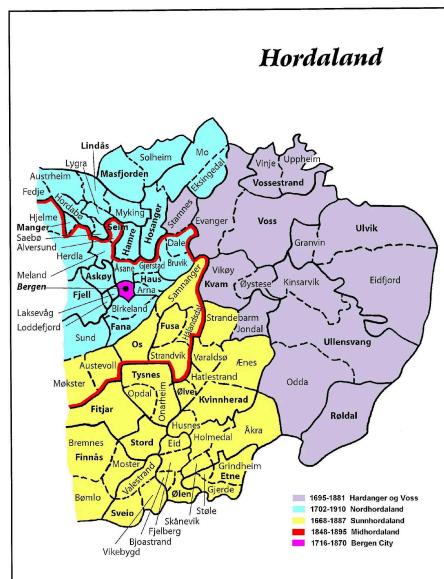 Hordaland
Lindås
Lygra
Solheim
Mo
Masfjorden
Eksingedal
Austrheim
Fedje
Hordabø
Myking
Hosanger
Stamnes
Vinje
Uppheim
Vossestrand
Hjelme
Manger
Seim
Hamre
Evanger
Voss
Ulvik
Sæbø
Alversund
Herdla
Dale
Granvin
Meland
Åsane
Gjerstad
Bruvik
Vikøy
Kvam
Øystese
Kinsarvik
Eidfjord
Askøy
Haus
Bergen
Arna
Samnanger
Fjell
Birkeland
Laksevåg
Loddefjord
Fana
Fusa
Hålandsdal
Strandebarm
Jondal
Ullensvang
Sund
Os
Strandvik
Varaldsø
Ænes
Austevoll
Møkster
Tysnes
Hatlestrand
Odda
Opdal
Onarheim
Ølve
Kvinnherad
Røldal
Fitjar
Husnes
Åkra
Bremnes
Stord
Eid
Holmedal
Finnås
Moster
Grindheim
Etne
Valestrand
Bømlo
Ølen
Gjerde
Støle
Sveio
Skånevik
Fjelberg
Bjoastrand
Vikebygd
1695-1881 Hardanger og Voss
1702-1910 Nordhordaland
1668-1887 Sunnhordaland
1848-1895 Midhordaland
1716-1870 Bergen City